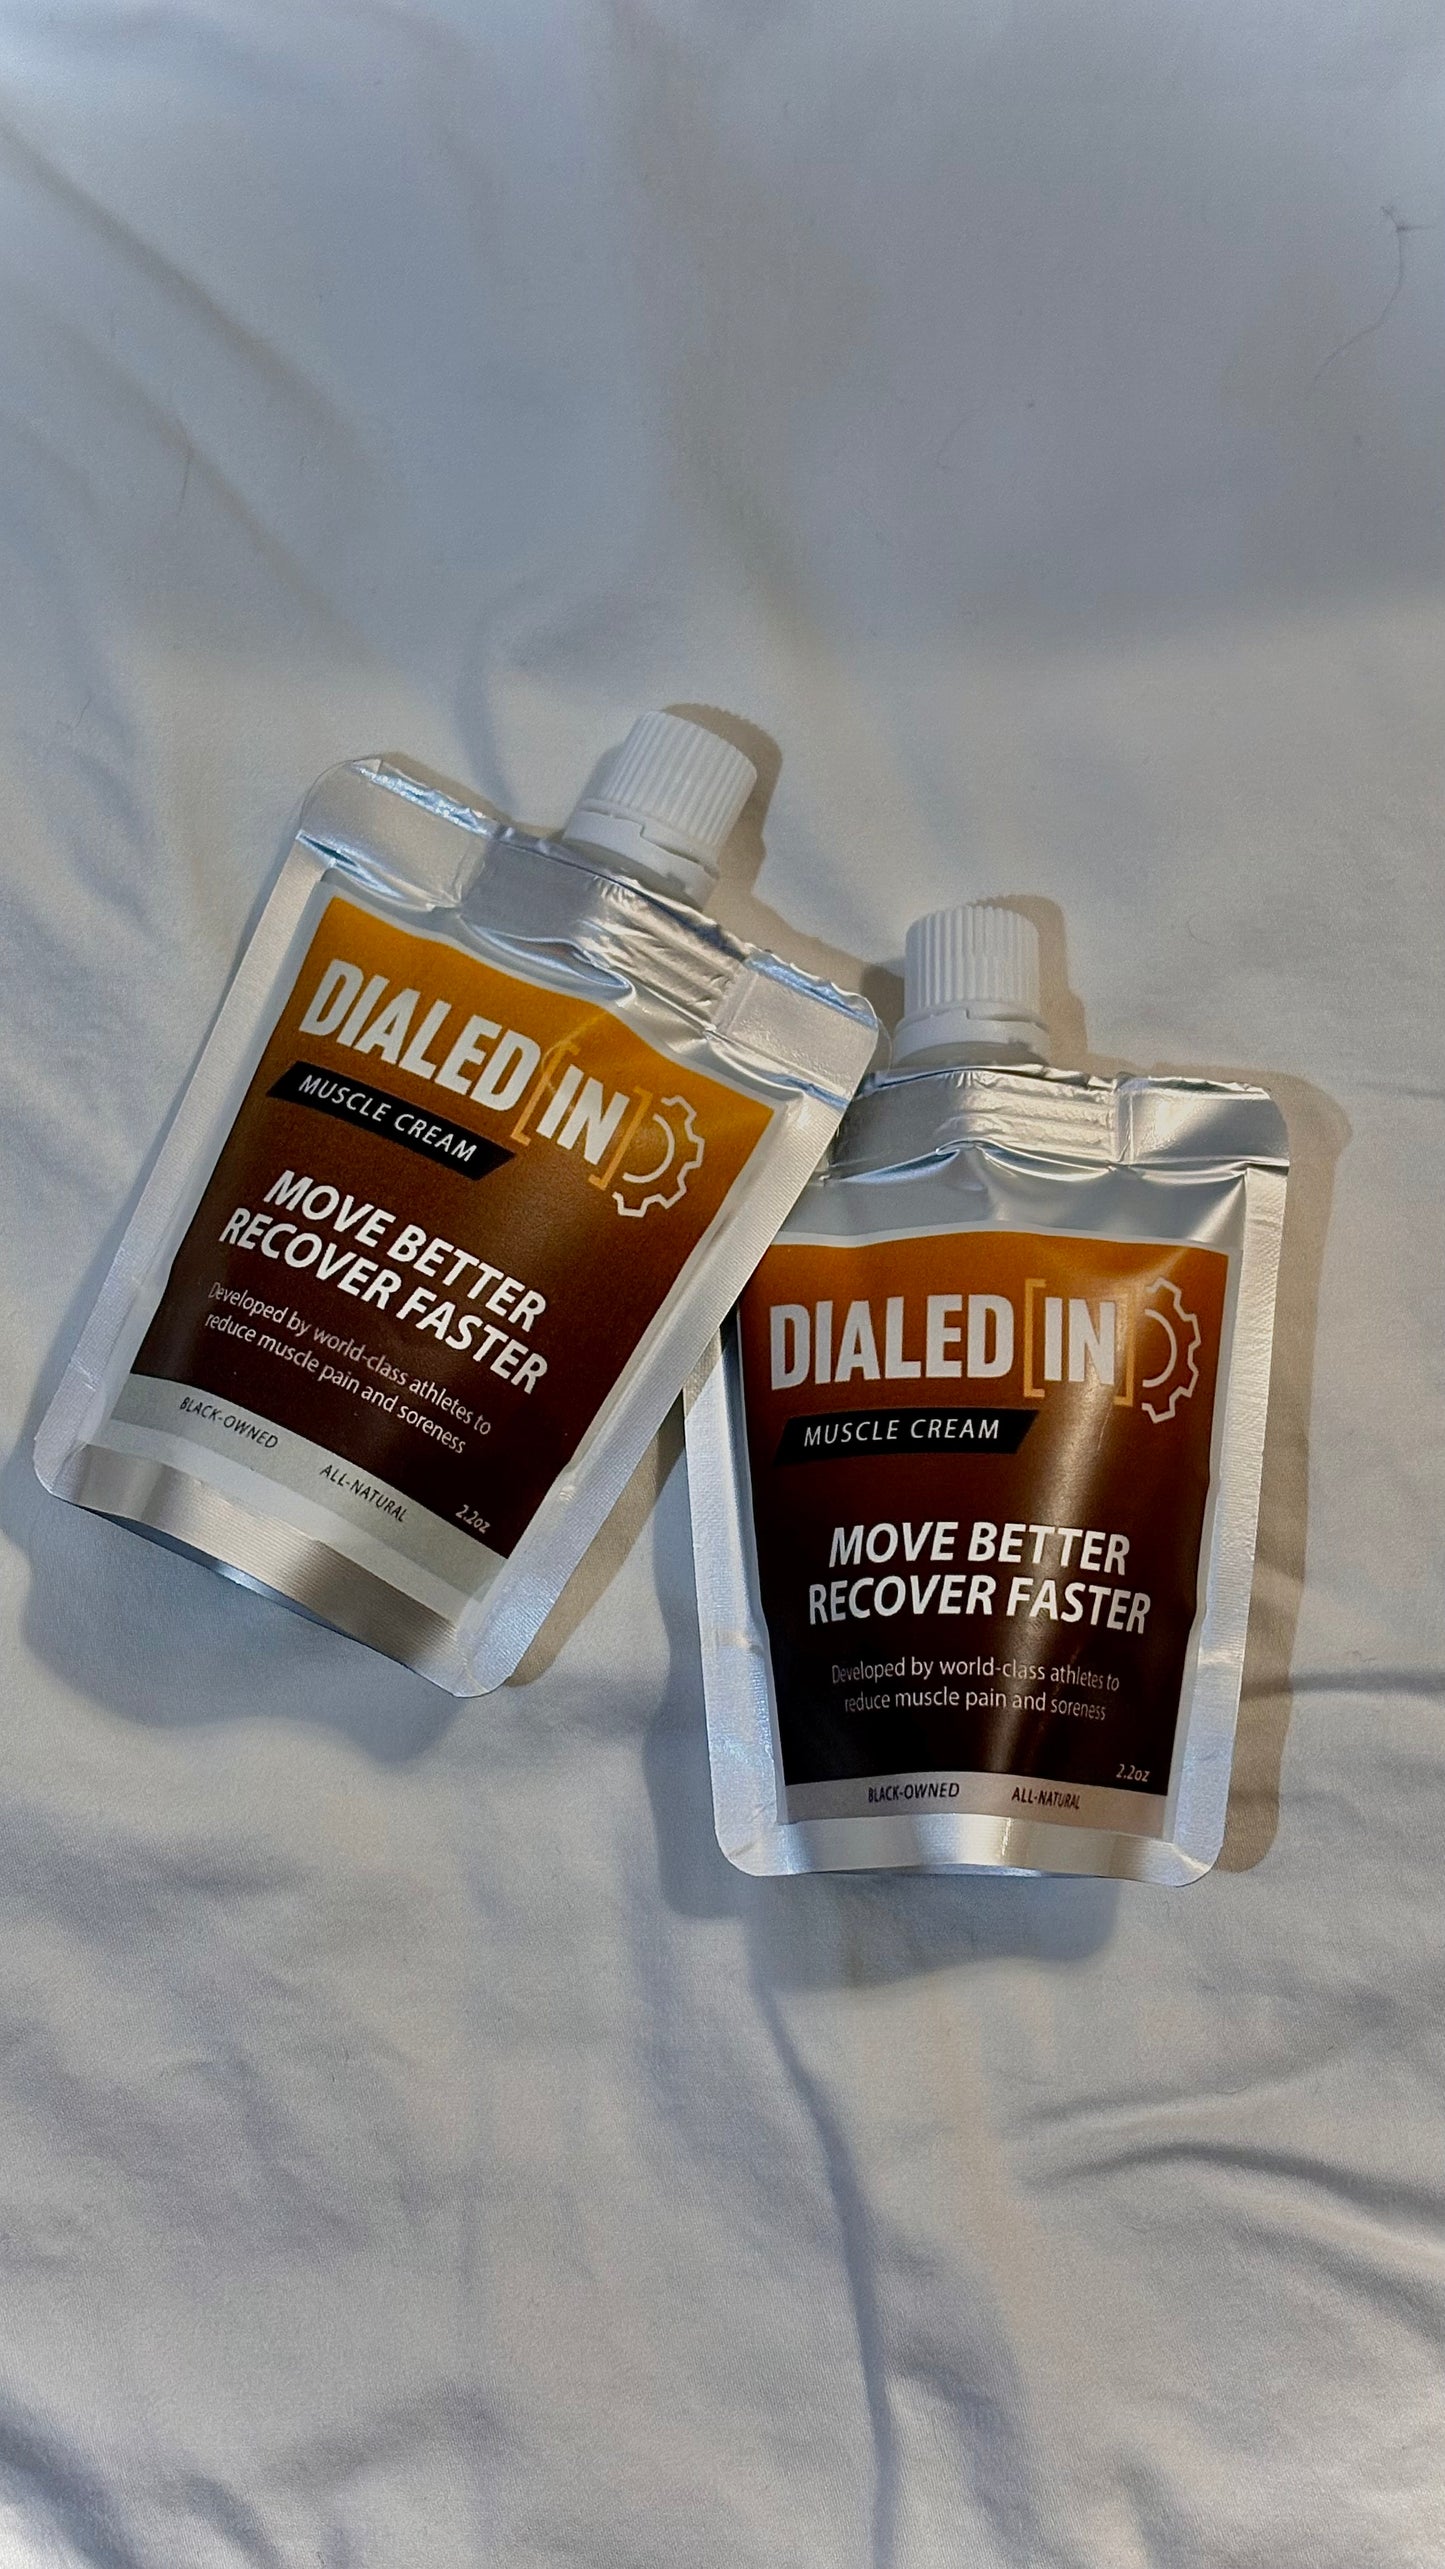 DIALED[IN]
MUSCLE CREAM
MOVE BETTER
RECOVER FASTER
Developed by world-class athletes to
reduce muscle pain and soreness
2.2oz
BLACK-OWNED ALL-NATURAL
DIALED[IN]
MUSCLE CREAM
MOVE BETTER
RECOVER FASTER
Developed by world-class athletes to
reduce muscle pain and soreness
2.2oz
BLACK-OWNED ALL-NATURAL